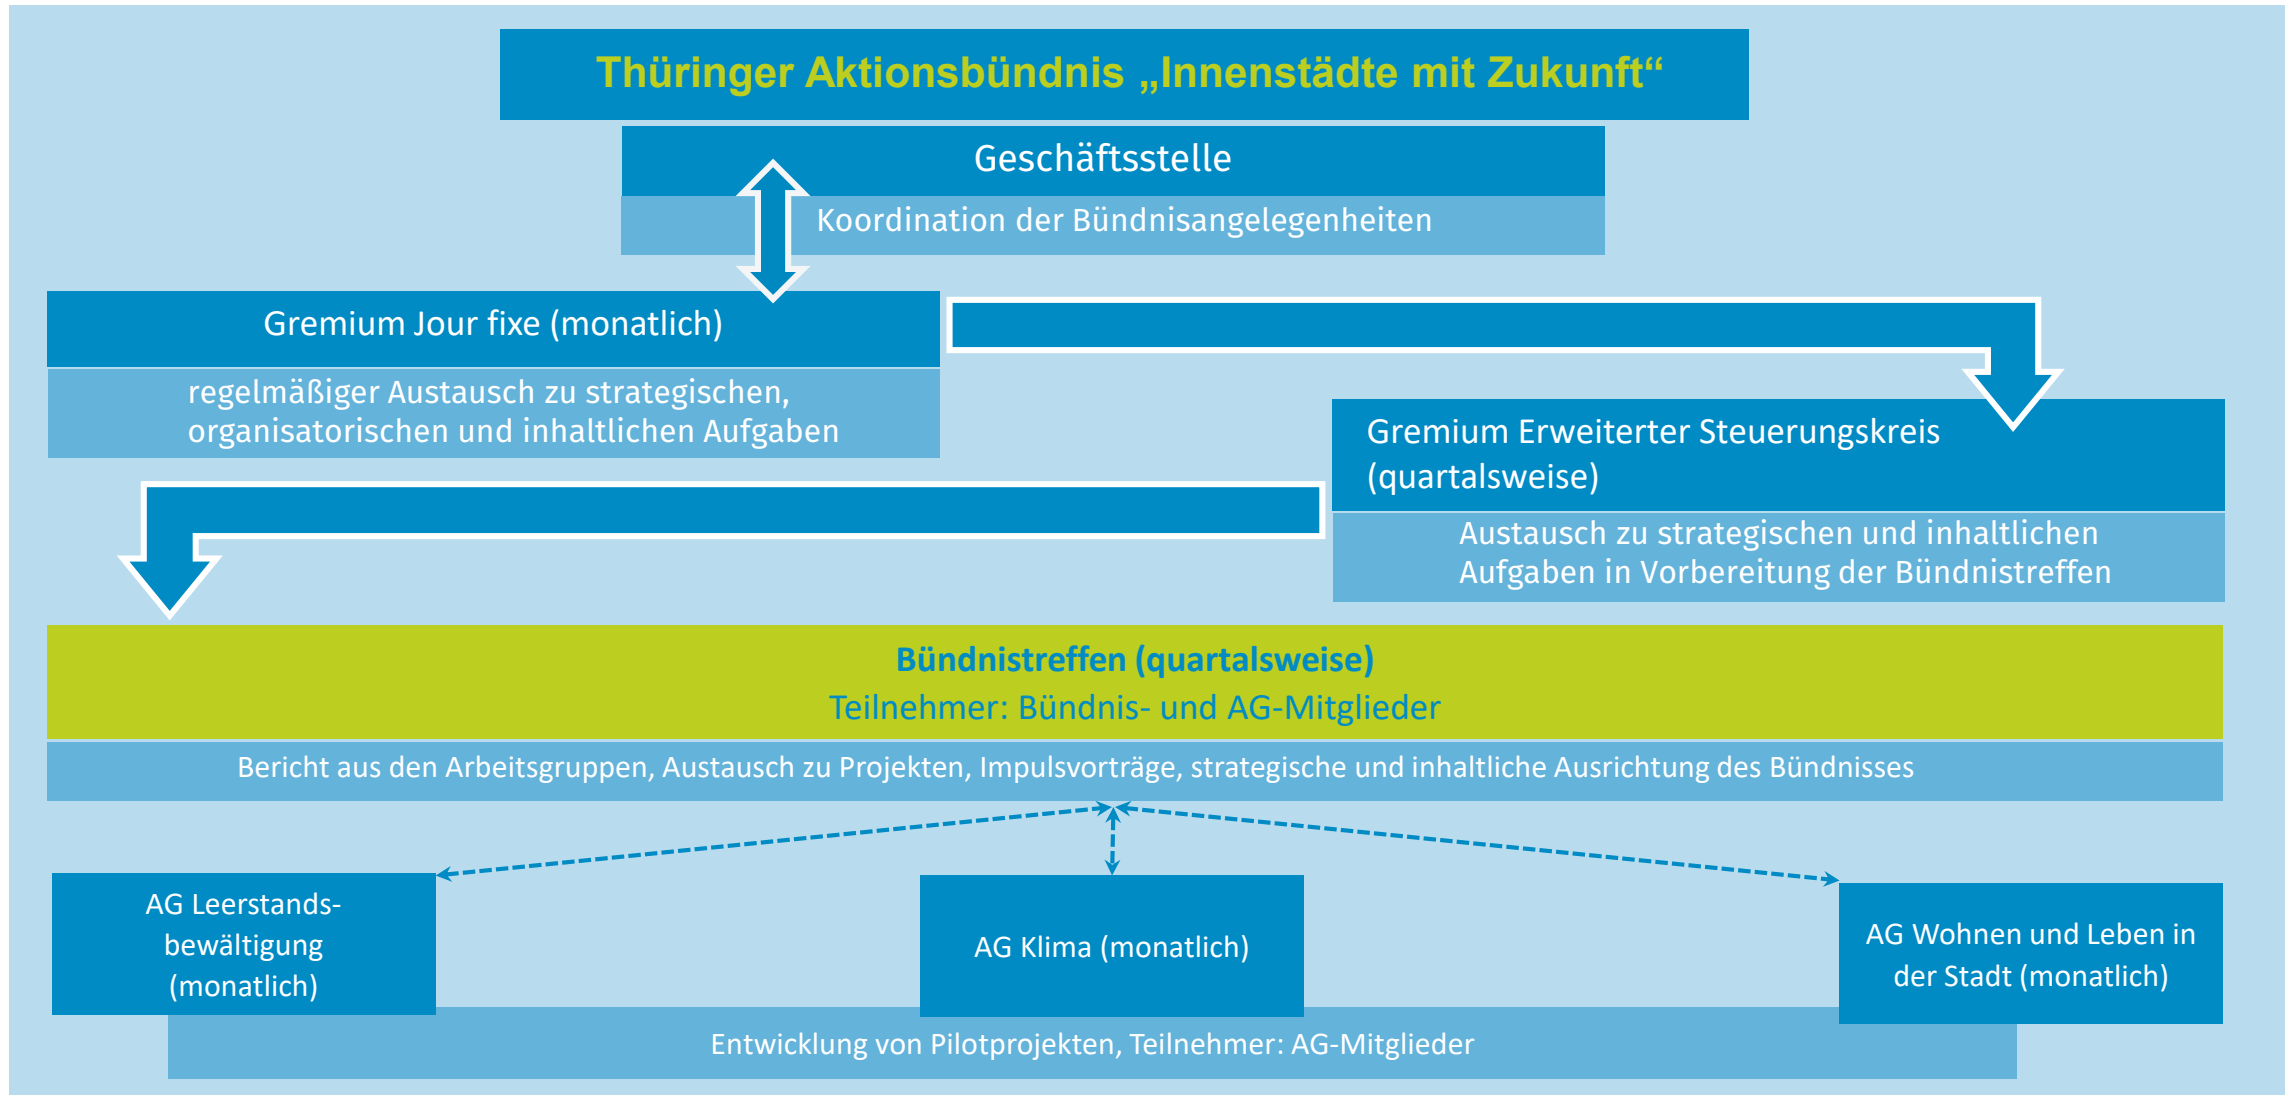 Thüringer Aktionsbündnis „Innenstädte mit Zukunft“
Geschäftsstelle
Koordination der Bündnisangelegenheiten
Gremium Jour fixe (monatlich)
regelmäßiger Austausch zu strategischen,
organisatorischen und inhaltlichen Aufgaben
Gremium Erweiterter Steuerungskreis
(quartalsweise)
Austausch zu strategischen und inhaltlichen
Aufgaben in Vorbereitung der Bündnistreffen
Bündnistreffen (quartalsweise)
Teilnehmer: Bündnis- und AG-Mitglieder
Bericht aus den Arbeitsgruppen, Austausch zu Projekten, Impulsvorträge, strategische und inhaltliche Ausrichtung des Bündnisses
AG Leerstands-
bewältigung
(monatlich)
AG Klima (monatlich)
AG Wohnen und Leben in
der Stadt (monatlich)
Entwicklung von Pilotprojekten, Teilnehmer: AG-Mitglieder